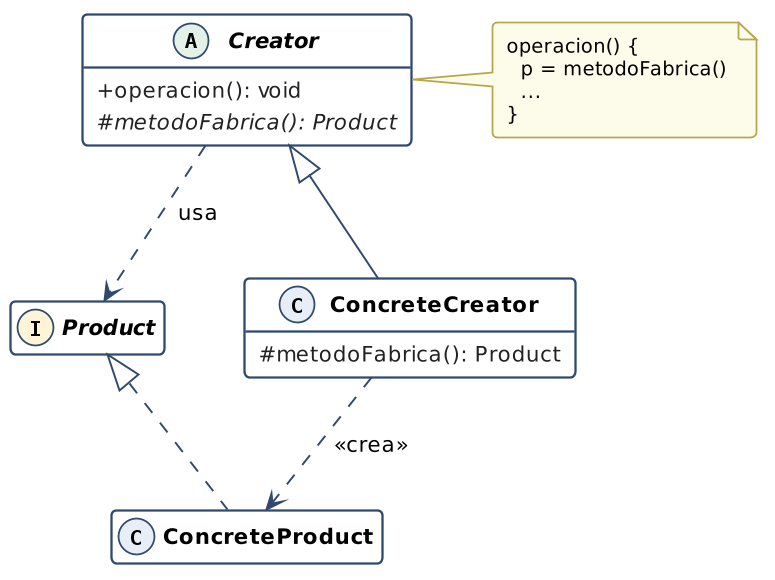 A Creator
+operacion(): void
#metodoFabrica(): Product
operacion() {
p = metodoFabrica()
...
}
usa
I Product
C ConcreteCreator
#metodoFabrica(): Product
«crea»
C ConcreteProduct